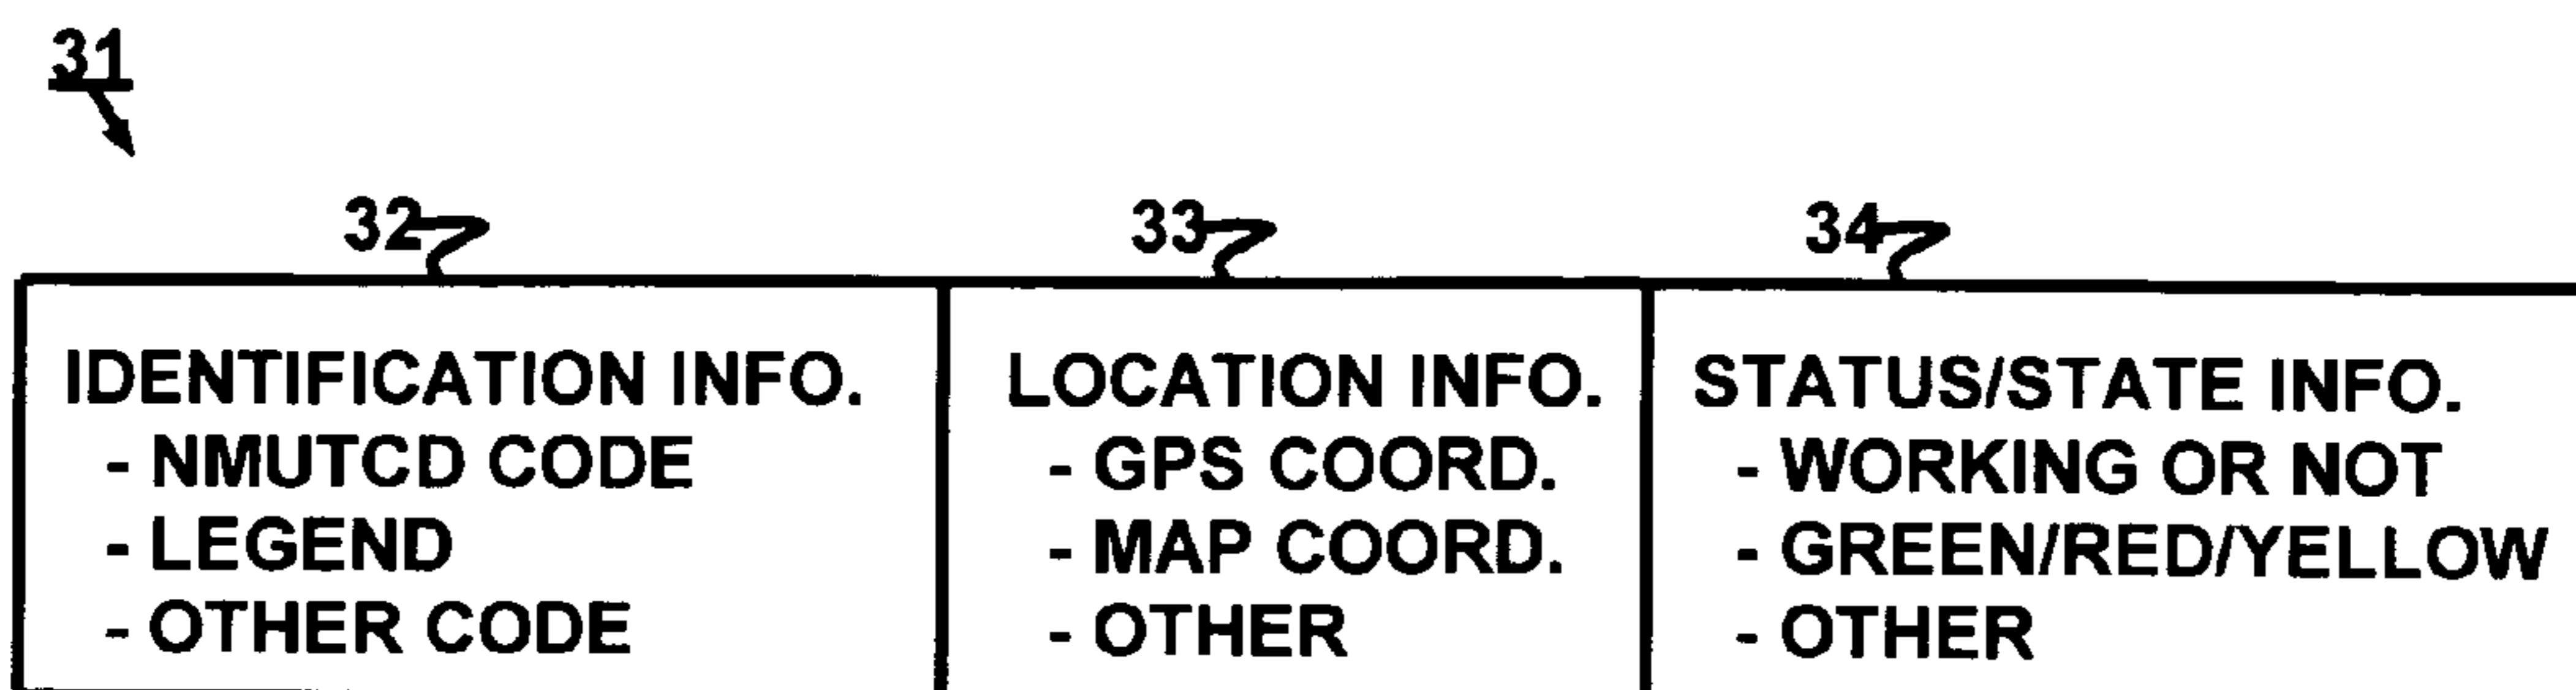 31
32
33
34
IDENTIFICATION INFO.
- NMUTCD CODE
- LEGEND
- OTHER CODE
LOCATION INFO.
- GPS COORD.
- MAP COORD.
- OTHER
STATUS/STATE INFO.
- WORKING OR NOT
- GREEN/RED/YELLOW
- OTHER